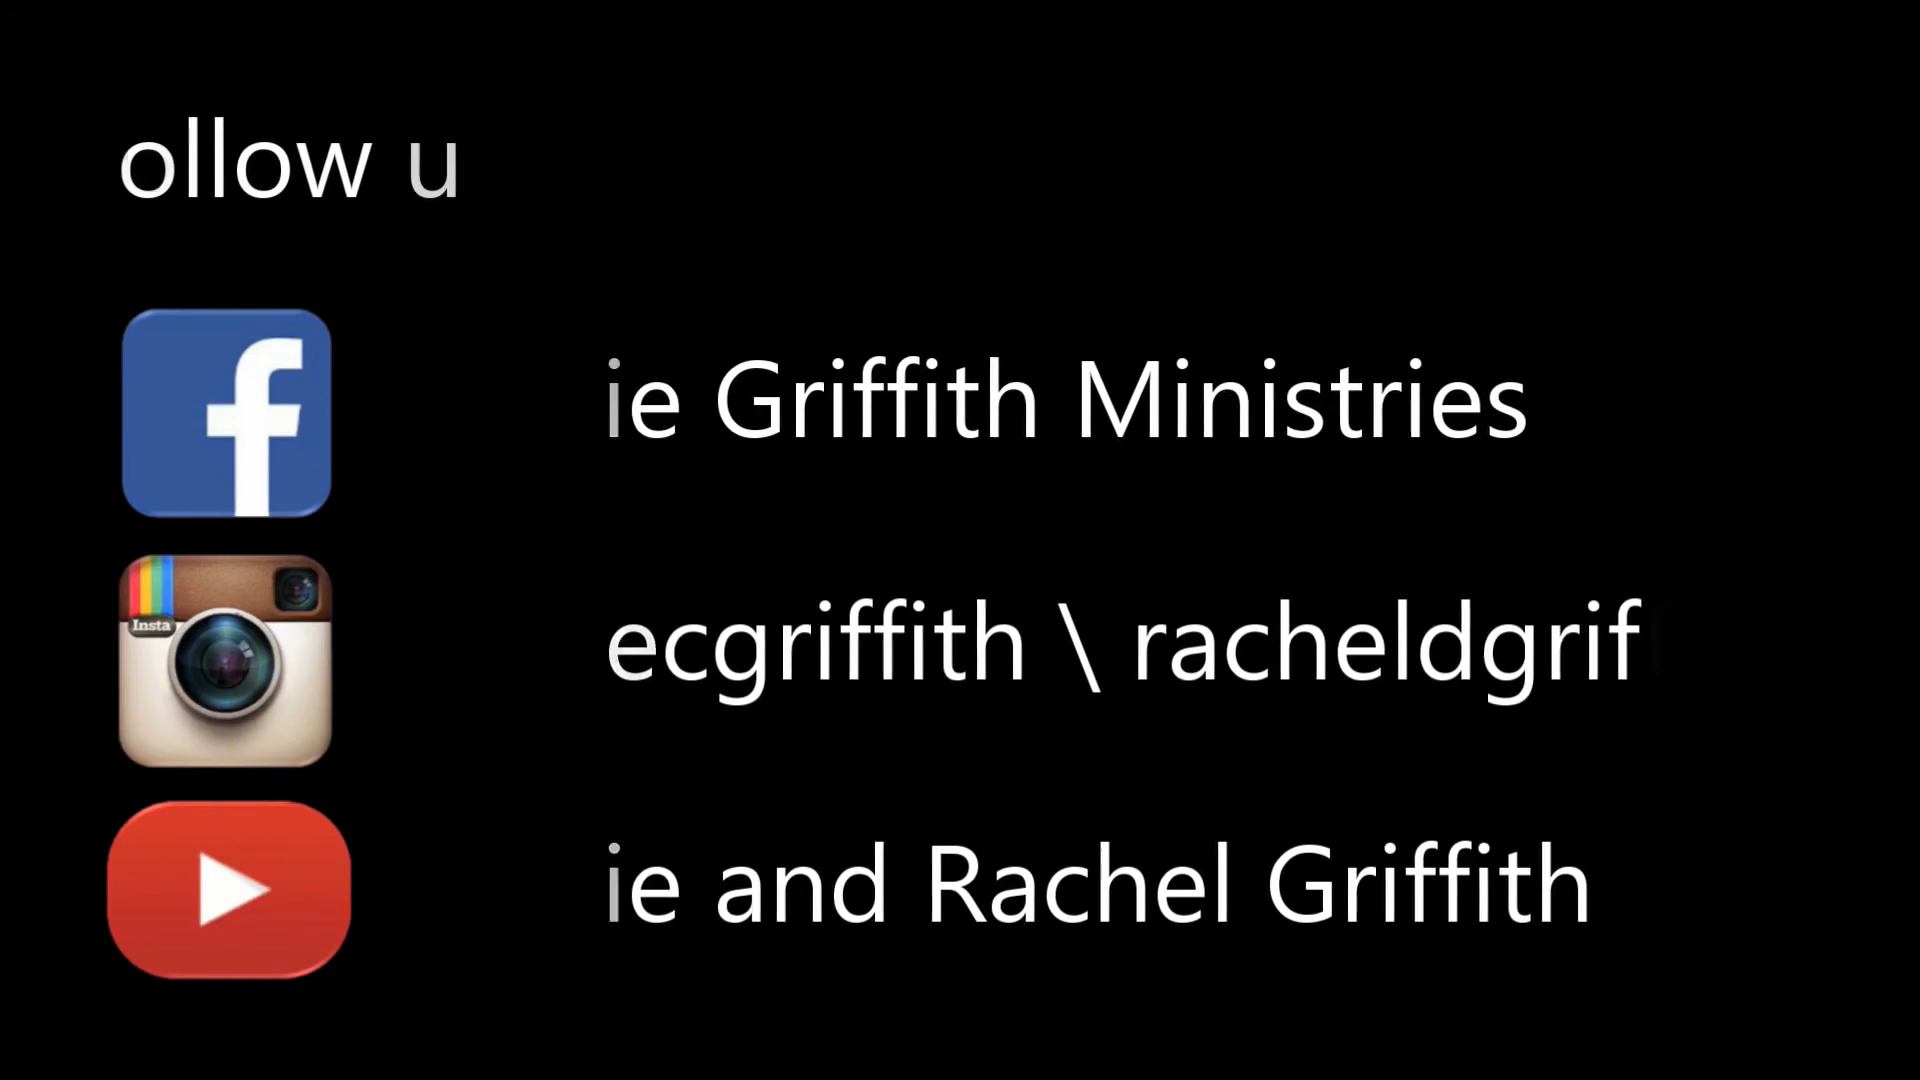 ollow u
ie Griffith Ministries
Insta
ecgriffith \ racheldgrif
ie and Rachel Griffith